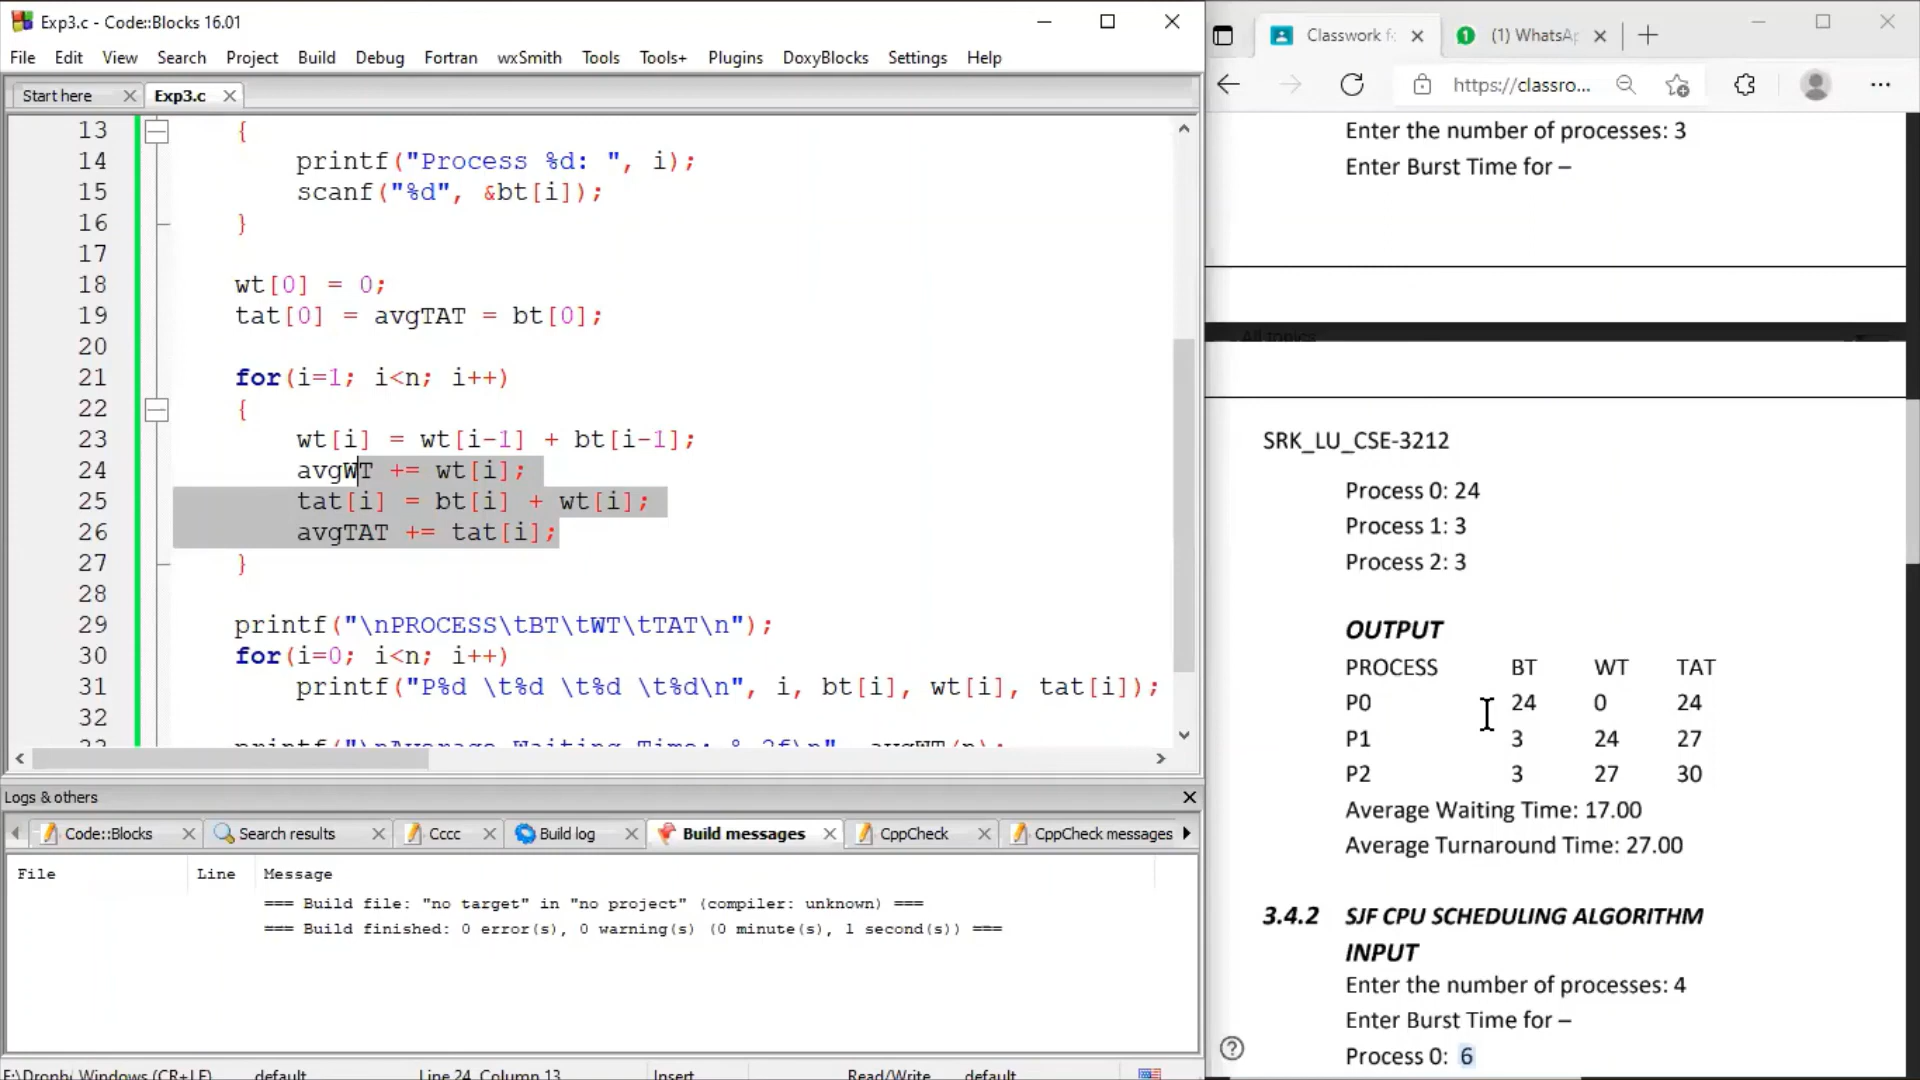 Exp3.c - Code::Blocks 16.01
File Edit View Search Project Build Debug Fortran wxSmith Tools Tools+ Plugins DoxyBlocks Settings Help
Start here Exp3.c
13 {
14 printf("Process %d: ", i);
15 scanf("%d", &bt[i]);
16 }
17
18 wt[0] = 0;
19 tat[0] = avgTAT = bt[0];
20
21 for(i=1; i<n; i++)
22 {
23 wt[i] = wt[i-1] + bt[i-1];
24 avgWT += wt[i];
25 tat[i] = bt[i] + wt[i];
26 avgTAT += tat[i];
27 }
28
29 printf("\nPROCESS\tBT\tWT\tTAT\n");
30 for(i=0; i<n; i++)
31 printf("P%d \t%d \t%d \t%d\n", i, bt[i], wt[i], tat[i]);
32
33 printf("\nAverage Waiting Time: %.2f\n", avgWT/n);
Logs & others
Code::Blocks Search results Cccc Build log Build messages CppCheck CppCheck messages
File Line Message
=== Build file: "no target" in "no project" (compiler: unknown) ===
=== Build finished: 0 error(s), 0 warning(s) (0 minute(s), 1 second(s)) ===
Windows (CR+LF) default Line 24, Column 13 Insert Read/Write default
Classwork f (1) WhatsAp
https://classro...
Enter the number of processes: 3
Enter Burst Time for –
All topics
SRK_LU_CSE-3212
Process 0: 24
Process 1: 3
Process 2: 3
OUTPUT
PROCESS BT WT TAT
P0 24 0 24
P1 3 24 27
P2 3 27 30
Average Waiting Time: 17.00
Average Turnaround Time: 27.00
3.4.2 SJF CPU SCHEDULING ALGORITHM
INPUT
Enter the number of processes: 4
Enter Burst Time for –
Process 0: 6